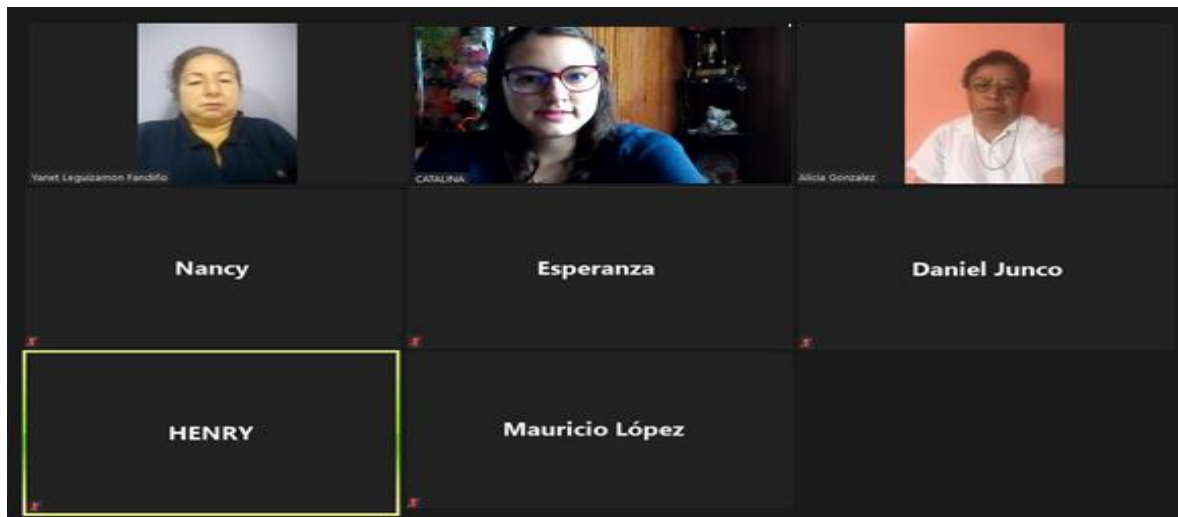 Yanet Leguizamon Fandiño
CATALINA
Alicia Gonzalez
Nancy
Esperanza
Daniel Junco
HENRY
Mauricio López